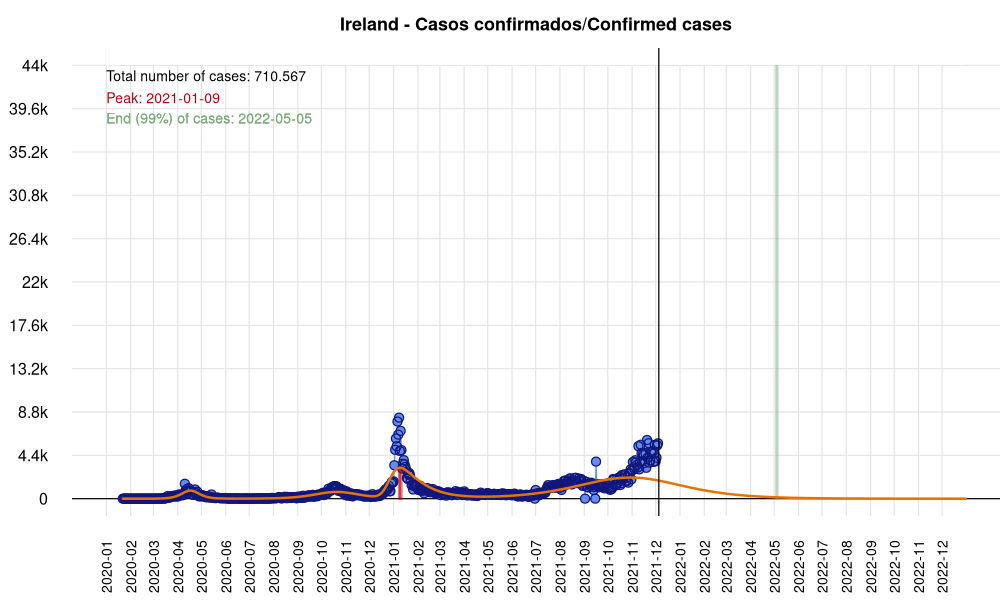 Ireland - Casos confirmados/Confirmed cases
Total number of cases: 710.567
Peak: 2021-01-09
End (99%) of cases: 2022-05-05
44k
39.6k
35.2k
30.8k
26.4k
22k
17.6k
13.2k
8.8k
4.4k
0
2020-01
2020-02
2020-03
2020-04
2020-05
2020-06
2020-07
2020-08
2020-09
2020-10
2020-11
2020-12
2021-01
2021-02
2021-03
2021-04
2021-05
2021-06
2021-07
2021-08
2021-09
2021-10
2021-11
2021-12
2022-01
2022-02
2022-03
2022-04
2022-05
2022-06
2022-07
2022-08
2022-09
2022-10
2022-11
2022-12